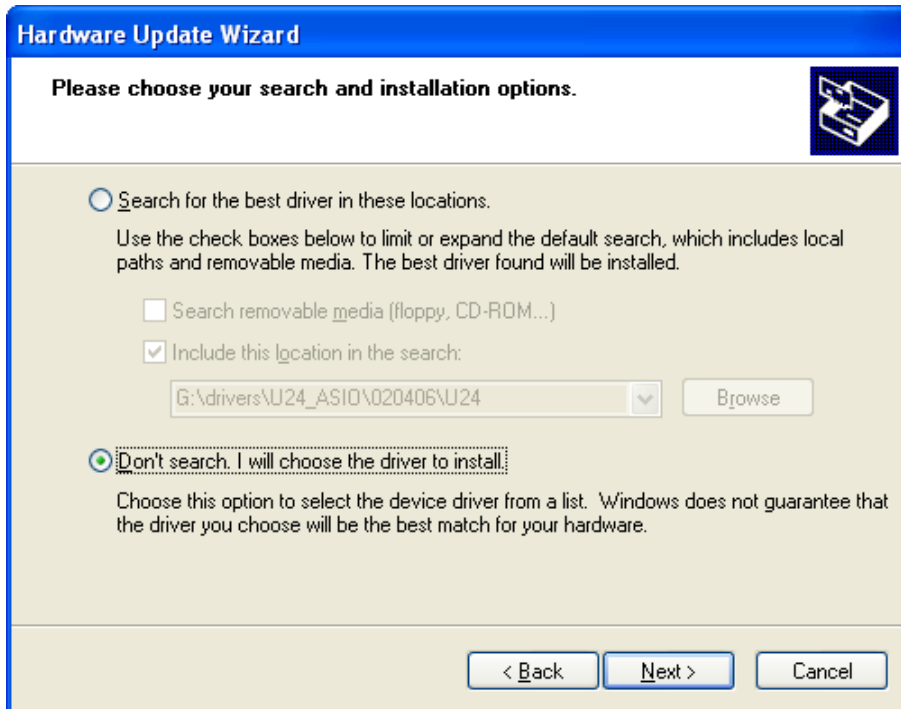 Hardware Update Wizard
Please choose your search and installation options.
Search for the best driver in these locations.
Use the check boxes below to limit or expand the default search, which includes local
paths and removable media. The best driver found will be installed.
Search removable media (floppy, CD-ROM...)
Include this location in the search:
G:\drivers\U24_ASIO\020406\U24
Browse
Don't search. I will choose the driver to install.
Choose this option to select the device driver from a list. Windows does not guarantee that
the driver you choose will be the best match for your hardware.
< Back
Next >
Cancel